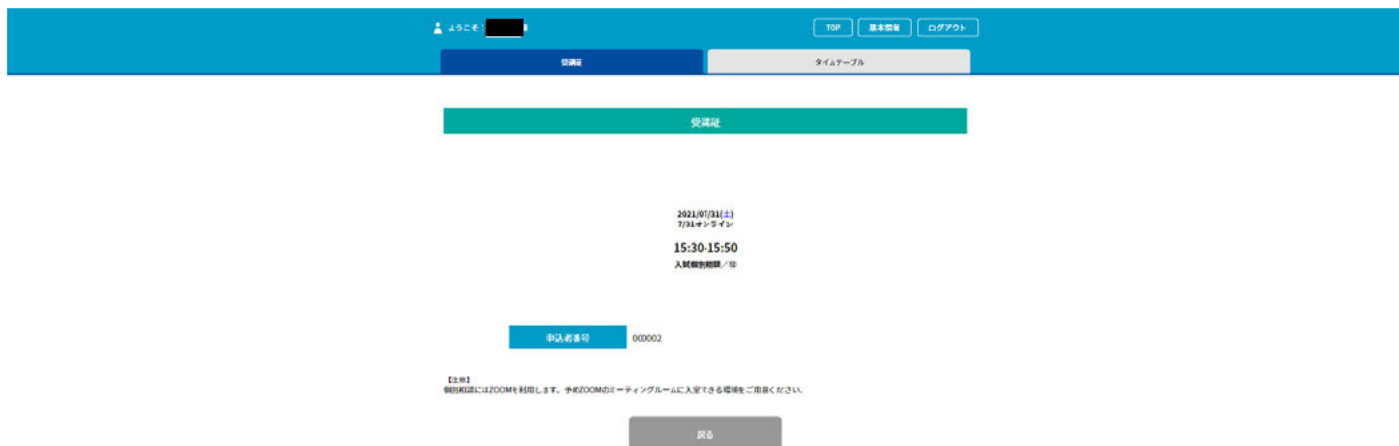 ようこそ： 様
TOP 基本情報 ログアウト
受講証 タイムテーブル
受講証
2021/07/31(土)
7/31オンライン
15:30-15:50
入試個別相談／⑫
申込者番号 000002
【注意】
個別相談にはZOOMを利用します。予めZOOMのミーティングルームに入室できる環境をご用意ください。
戻る